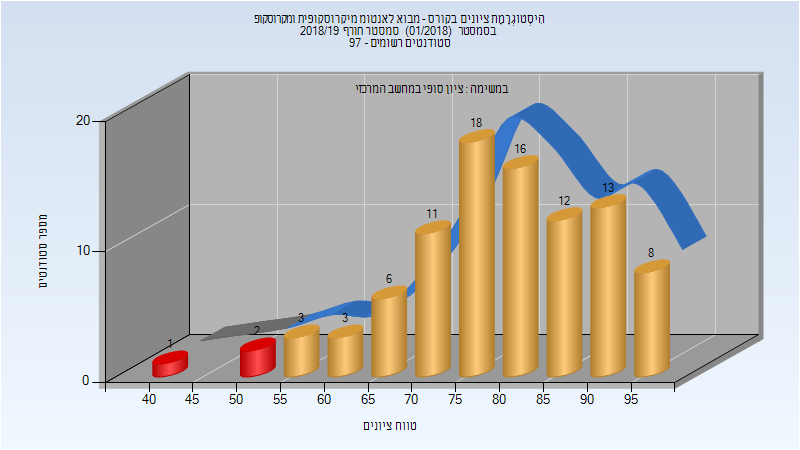 היסטוגרמת ציונים בקורס - מבוא לאנטומ מיקרוסקופית ומקרוסקופ
בסמסטר (01/2018) סמסטר חורף 2018/19
סטודנטים רשומים - 97
במשימה : ציון סופי במחשב המרכזי
מספר סטודנטים
20
10
0
1
2
3
3
6
11
18
16
12
13
8
40 45 50 55 60 65 70 75 80 85 90 95
טווח ציונים